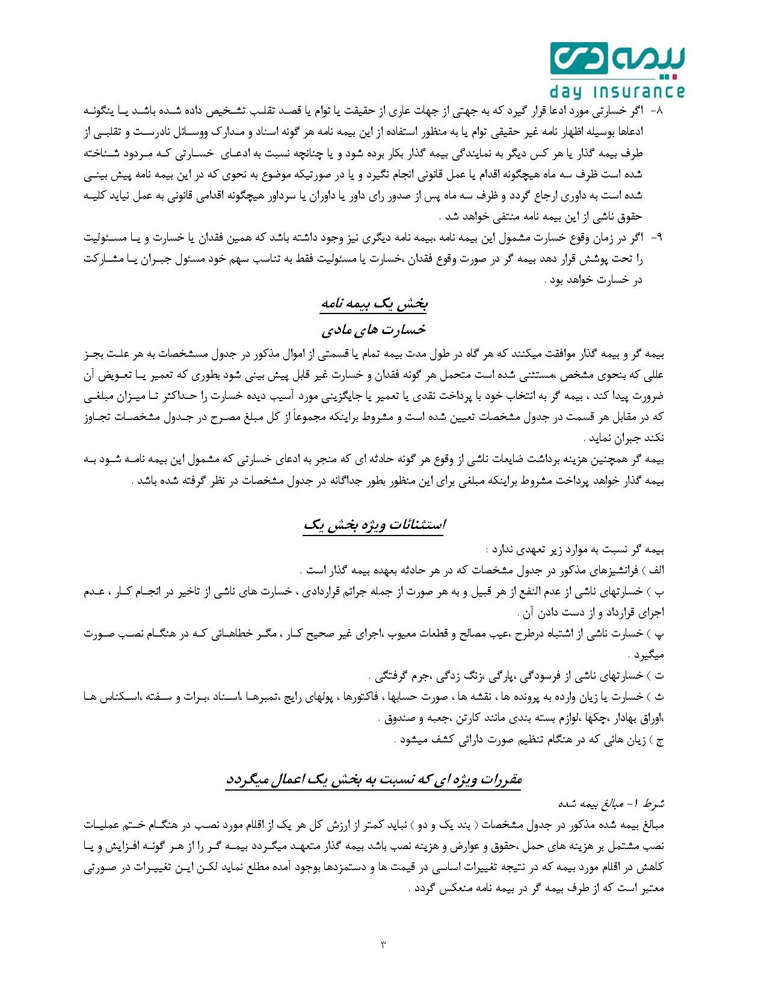 بیمه دی
day insurance
۸- اگر خسارتی مورد ادعا قرار گیرد که به جهتی از جهات عاری از حقیقت یا توام یا قصد تقلب تشخیص داده شده باشد یا اینگونه
ادعاها بوسیله اظهار نامه غیر حقیقی توام یا به منظور استفاده از این بیمه نامه هر گونه اسناد و مدارک ووسائل نادرست و تقلبی از
طرف بیمه گذار یا هر کس دیگر به نمایندگی بیمه گذار بکار برده شود و یا چنانچه نسبت به ادعای خسارتی که مردود شناخته
شده است ظرف سه ماه هیچگونه اقدام یا عمل قانونی انجام نگیرد و یا در صورتیکه موضوع به نحوی که در این بیمه نامه پیش بینی
شده است به داوری ارجاع گردد و ظرف سه ماه پس از صدور رای داور یا داوران یا سرداور هیچگونه اقدامی قانونی به عمل نیاید کلیه
حقوق ناشی از این بیمه نامه منتفی خواهد شد .
۹- اگر در زمان وقوع خسارت مشمول این بیمه نامه ،بیمه نامه دیگری نیز وجود داشته باشد که همین فقدان یا خسارت و یا مسئولیت
را تحت پوشش قرار دهد بیمه گر در صورت وقوع فقدان ،خسارت یا مسئولیت فقط به تناسب سهم خود مسئول جبران یا مشارکت
در خسارت خواهد بود .
بخش یک بیمه نامه
خسارت های مادی
بیمه گر و بیمه گذار موافقت میکنند که هر گاه در طول مدت بیمه تمام یا قسمتی از اموال مذکور در جدول مسشخصات به هر علت بجز
عللی که بنحوی مشخص ،مستثنی شده است متحمل هر گونه فقدان و خسارت غیر قابل پیش بینی شود بطوری که تعمیر یا تعویض آن
ضرورت پیدا کند ، بیمه گر به انتخاب خود با پرداخت نقدی یا تعمیر یا جایگزینی مورد آسیب دیده خسارت را حداکثر تا میزان مبلغی
که در مقابل هر قسمت در جدول مشخصات تعیین شده است و مشروط براینکه مجموعاً از کل مبلغ مصرح در جدول مشخصات تجاوز
نکند جبران نماید .
بیمه گر همچنین هزینه برداشت ضایعات ناشی از وقوع هر گونه حادثه ای که منجر به ادعای خسارتی که مشمول این بیمه نامه شود به
بیمه گذار خواهد پرداخت مشروط براینکه مبلغی برای این منظور بطور جداگانه در جدول مشخصات در نظر گرفته شده باشد .
استثنائات ویژه بخش یک
بیمه گر نسبت به موارد زیر تعهدی ندارد :
الف ) فرانشیزهای مذکور در جدول مشخصات که در هر حادثه بعهده بیمه گذار است .
ب ) خسارتهای ناشی از عدم النفع از هر قبیل و به هر صورت از جمله جرائم قراردادی ، خسارت های ناشی از تاخیر در انجام کار ، عدم
اجرای قرارداد و از دست دادن آن .
پ ) خسارت ناشی از اشتباه درطرح ،عیب مصالح و قطعات معیوب ،اجرای غیر صحیح کار ، مگر خطاهائی که در هنگام نصب صورت
میگیرد .
ت ) خسارتهای ناشی از فرسودگی ،پارگی ،زنگ زدگی ،جرم گرفتگی .
ث ) خسارت یا زیان وارده به پرونده ها ، نقشه ها ، صورت حسابها ، فاکتورها ، پولهای رایج ،تمبرها ،اسناد ،برات و سفته ،اسکناس ها
،اوراق بهادار ،چکها ،لوازم بسته بندی مانند کارتن ،جعبه و صندوق .
ج ) زیان هائی که در هنگام تنظیم صورت دارائی کشف میشود .
مقررات ویژه ای که نسبت به بخش یک اعمال میگردد
شرط ۱- مبالغ بیمه شده
مبالغ بیمه شده مذکور در جدول مشخصات ( بند یک و دو ) نباید کمتر از ارزش کل هر یک از اقلام مورد نصب در هنگام ختم عملیات
نصب مشتمل بر هزینه های حمل ،حقوق و عوارض و هزینه نصب باشد بیمه گذار متعهد میگردد بیمه گر را از هر گونه افزایش و یا
کاهش در اقلام مورد بیمه که در نتیجه تغییرات اساسی در قیمت ها و دستمزدهاد بوجود آمده مطلع نماید لکن این تغییرات در صورتی
معتبر است که از طرف بیمه گر در بیمه نامه منعکس گردد .
۳